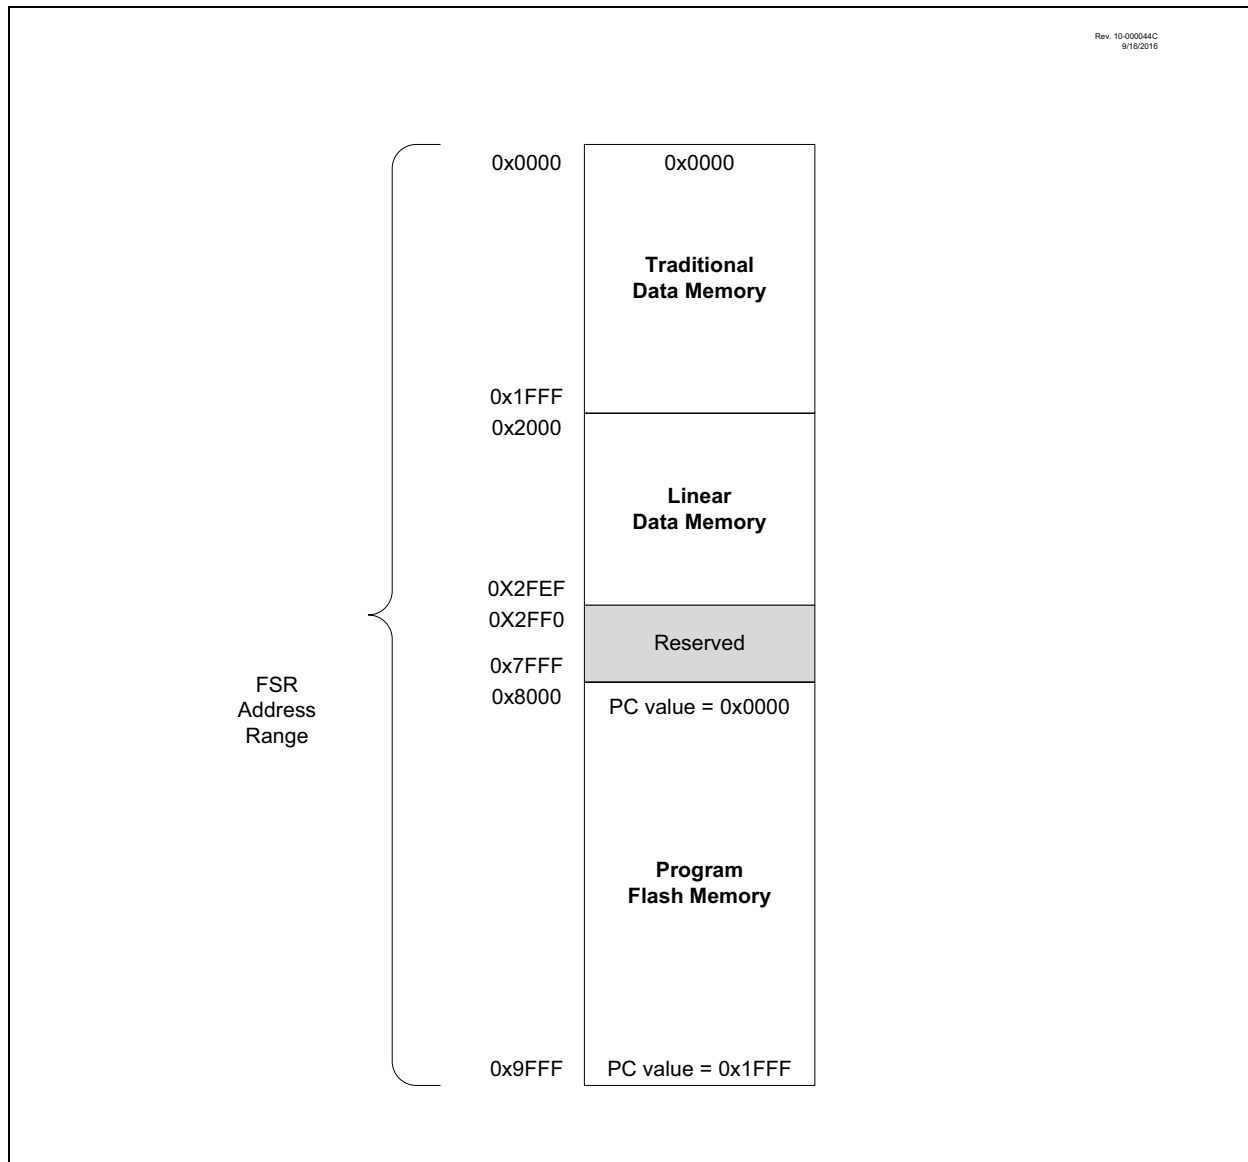 Rev. 10-000044C
9/16/2016
0x0000
0x0000
Traditional
Data Memory
0x1FFF
0x2000
Linear
Data Memory
0X2FEF
0X2FF0
Reserved
0x7FFF
0x8000
PC value = 0x0000
FSR
Address
Range
Program
Flash Memory
0x9FFF
PC value = 0x1FFF